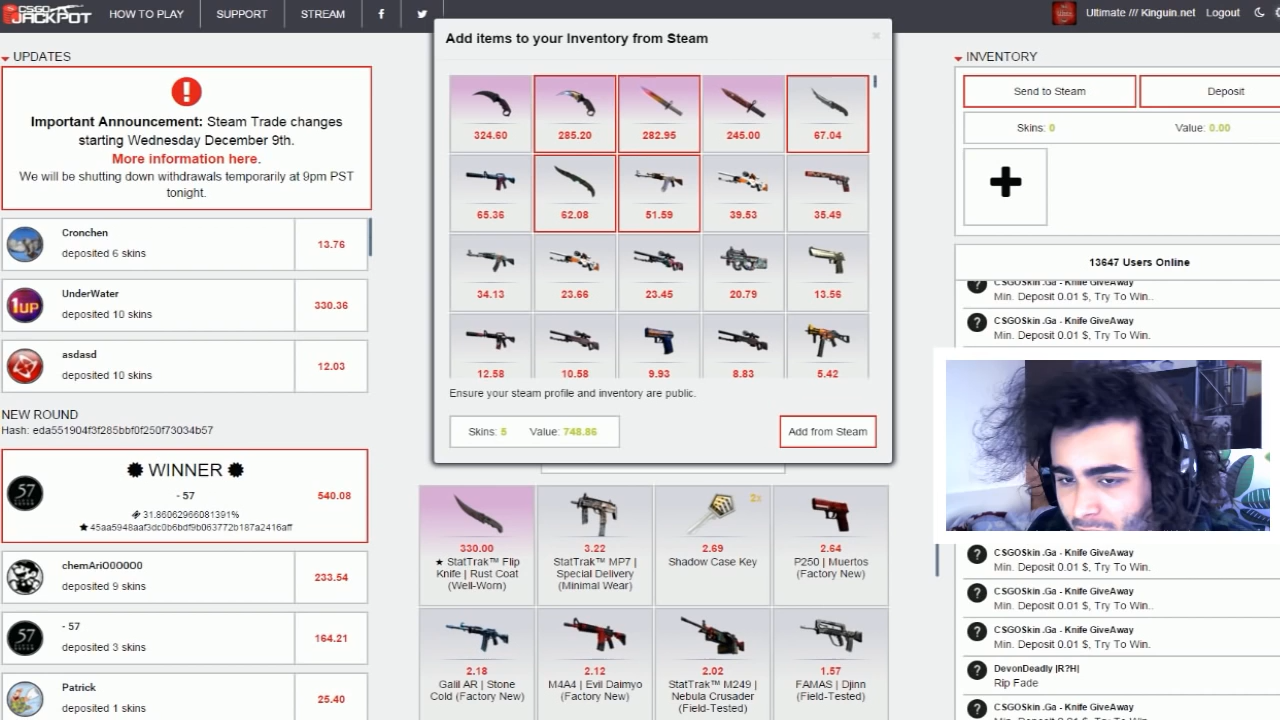 CSGO
JACKPOT
HOW TO PLAY
SUPPORT
STREAM
Ultimate /// Kinguin.net
Logout
UPDATES
Important Announcement: Steam Trade changes
starting Wednesday December 9th.
More information here.
We will be shutting down withdrawals temporarily at 9pm PST
tonight.
Cronchen
deposited 6 skins
13.76
1UP
UnderWater
deposited 10 skins
330.36
asdasd
deposited 10 skins
12.03
NEW ROUND
Hash: eda551904f3f285bbf0f250f73034b57
57
WINNER
- 57
31.86062966081391%
45aa5948aaf3dc0b6bdf9b063772b187a2416aff
540.08
chemAri000000
deposited 9 skins
233.54
57
- 57
deposited 3 skins
164.21
Patrick
deposited 1 skins
25.40
Add items to your Inventory from Steam
324.60
285.20
282.95
245.00
67.04
65.36
62.08
51.59
39.53
35.49
34.13
23.66
23.45
20.79
13.56
12.58
10.58
9.93
8.83
5.42
Ensure your steam profile and inventory are public.
Skins: 5
Value: 748.86
Add from Steam
330.00
★ StatTrak™ Flip
Knife | Rust Coat
(Well-Worn)
3.22
StatTrak™ MP7 |
Special Delivery
(Minimal Wear)
2x
2.69
Shadow Case Key
2.64
P250 | Muertos
(Factory New)
2.18
Galil AR | Stone
Cold (Factory New)
2.12
M4A4 | Evil Daimyo
(Factory New)
2.02
StatTrak™ M249 |
Nebula Crusader
(Field-Tested)
1.57
FAMAS | Djinn
(Field-Tested)
INVENTORY
Send to Steam
Deposit
Skins: 0
Value: 0.00
13647 Users Online
CSGOSkin .Ga - Knife GiveAway
Min. Deposit 0.01 $, Try To Win..
CSGOSkin .Ga - Knife GiveAway
Min. Deposit 0.01 $, Try To Win.
CSGOSkin .Ga - Knife GiveAway
Min. Deposit 0.01 $, Try To Win.
CSGOSkin .Ga - Knife GiveAway
Min. Deposit 0.01 $, Try To Win..
CSGOSkin .Ga - Knife GiveAway
Min. Deposit 0.01 $, Try To Win.
DevonDeadly |R?H|
Rip Fade
CSGOSkin .Ga - Knife GiveAway
Min. Deposit 0.01 $, Try To Win.